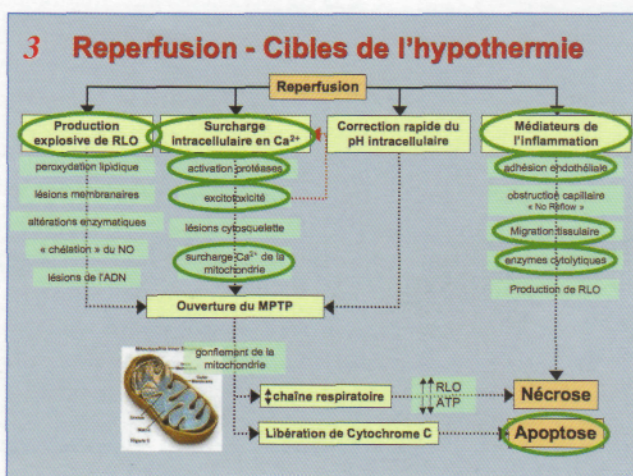 3 Reperfusion - Cibles de l'hypothermie
Reperfusion
Production
explosive de RLO
Surcharge
intracellulaire en Ca2+
Correction rapide du
pH intracellulaire
Médiateurs de
l'inflammation
peroxydation lipidique
lésions membranaires
altérations enzymatiques
« chélation » du NO
lésions de l'ADN
activation protéases
excitotoxicité
lésions cytosquelette
surcharge Ca2+ de la
mitochondrie
adhésion endothéliale
obstruction capillaire
« No Reflow »
Migration tissulaire
enzymes cytolytiques
Production de RLO
Ouverture du MPTP
gonflement de la
mitochondrie
chaîne respiratoire
RLO
ATP
Nécrose
Libération de Cytochrome C
Apoptose